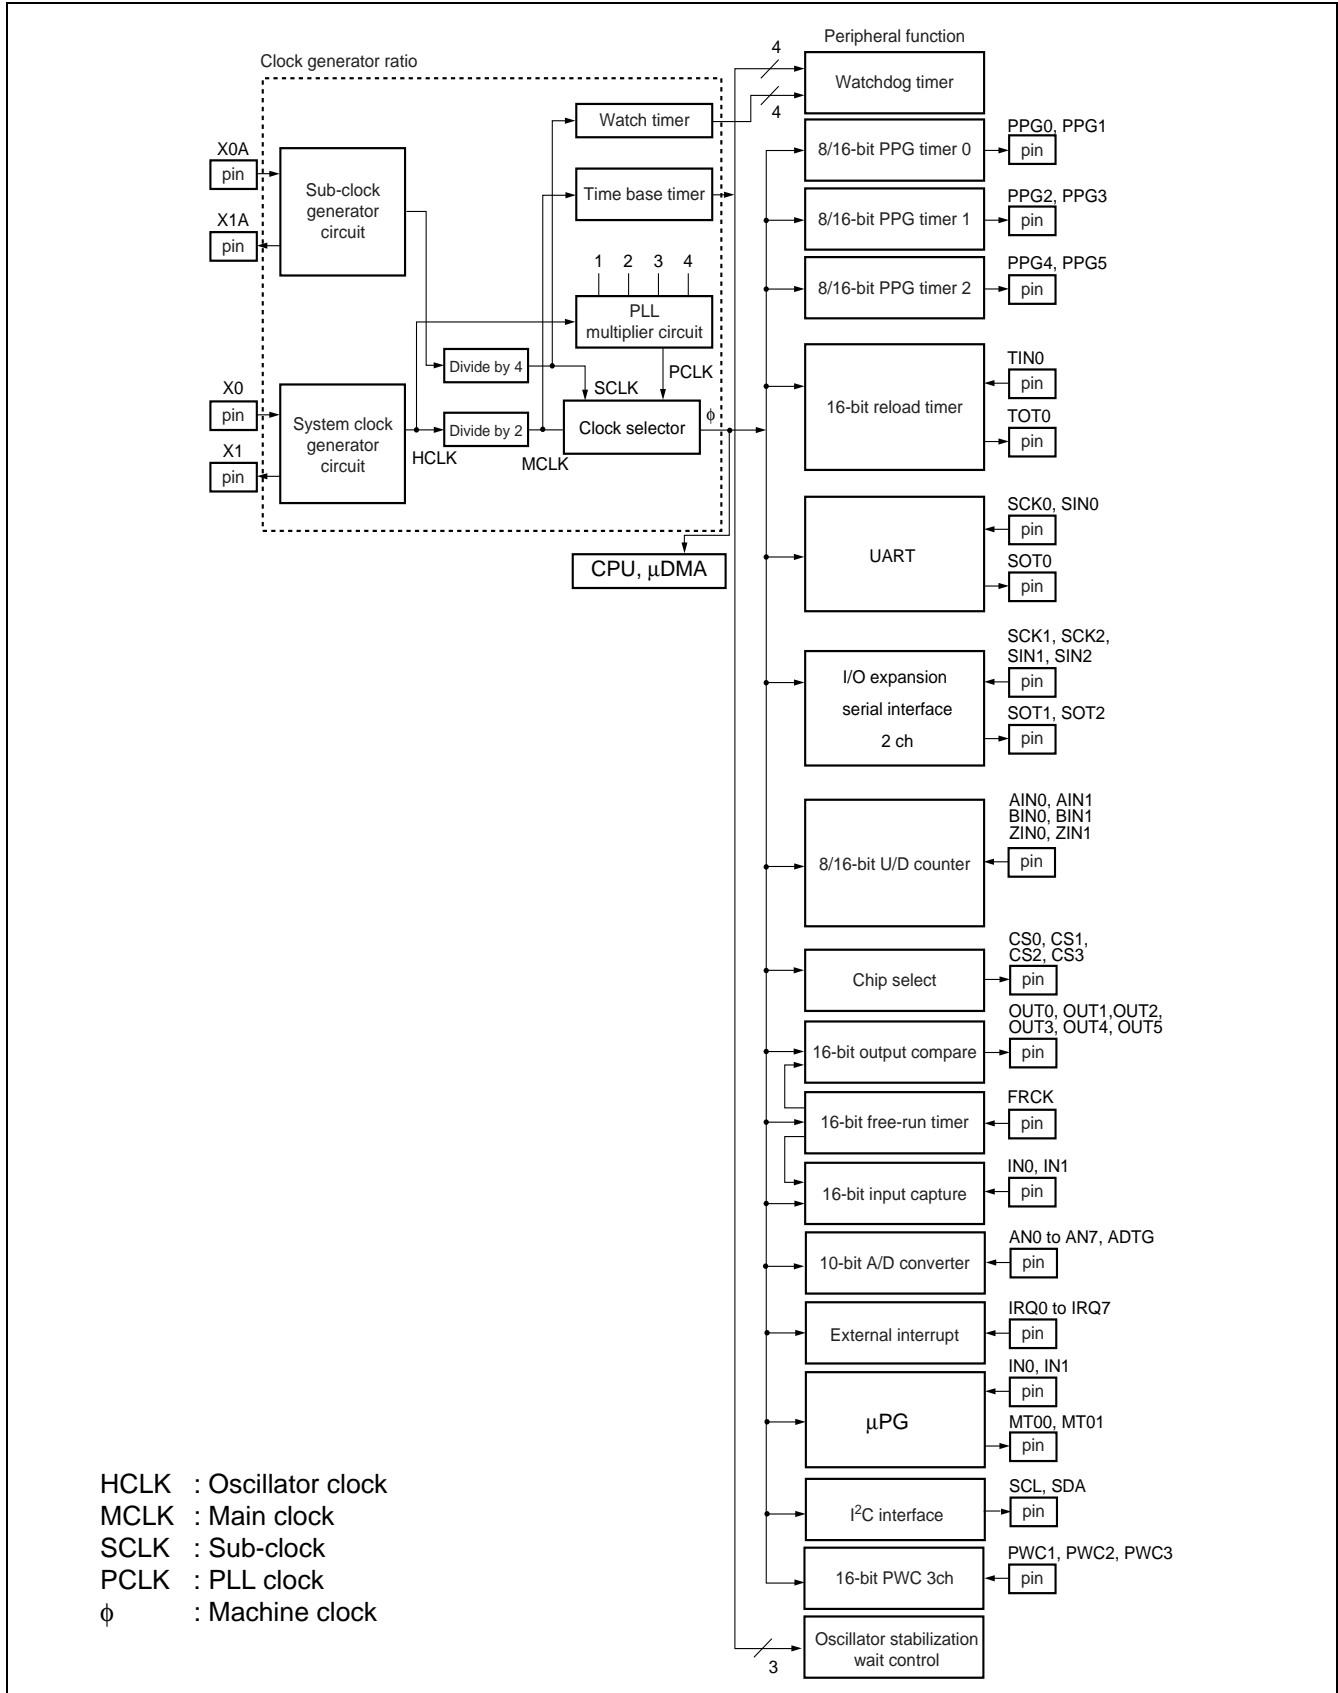 Peripheral function
Clock generator ratio
4
Watchdog timer
4
Watch timer
X0A
pin
X1A
pin
Sub-clock
generator
circuit
Time base timer
1 2 3 4
PLL
multiplier circuit
Divide by 4
SCLK
PCLK
X0
pin
X1
pin
System clock
generator
circuit
HCLK
Divide by 2
MCLK
Clock selector
ϕ
CPU, µDMA
8/16-bit PPG timer 0
PPG0, PPG1
pin
8/16-bit PPG timer 1
PPG2, PPG3
pin
8/16-bit PPG timer 2
PPG4, PPG5
pin
16-bit reload timer
TIN0
pin
TOT0
pin
UART
SCK0, SIN0
pin
SOT0
pin
I/O expansion
serial interface
2 ch
SCK1, SCK2,
SIN1, SIN2
pin
SOT1, SOT2
pin
8/16-bit U/D counter
AIN0, AIN1
BIN0, BIN1
ZIN0, ZIN1
pin
Chip select
CS0, CS1,
CS2, CS3
pin
16-bit output compare
OUT0, OUT1,OUT2,
OUT3, OUT4, OUT5
pin
16-bit free-run timer
FRCK
pin
16-bit input capture
IN0, IN1
pin
10-bit A/D converter
AN0 to AN7, ADTG
pin
External interrupt
IRQ0 to IRQ7
pin
µPG
IN0, IN1
pin
MT00, MT01
pin
I²C interface
SCL, SDA
pin
16-bit PWC 3ch
PWC1, PWC2, PWC3
pin
Oscillator stabilization
wait control
3
HCLK : Oscillator clock
MCLK : Main clock
SCLK : Sub-clock
PCLK : PLL clock
ϕ : Machine clock